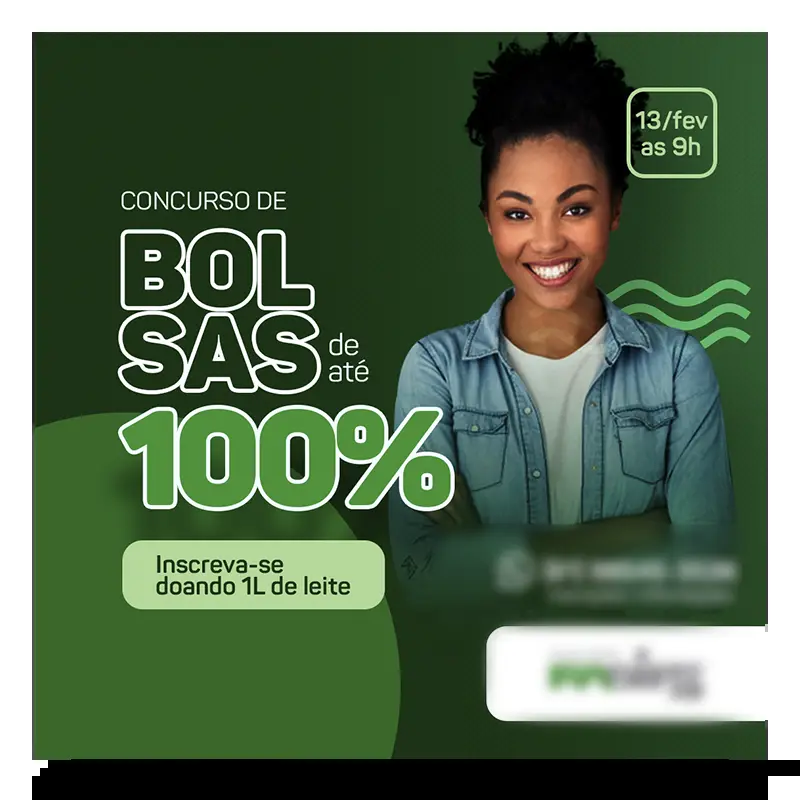 13/fev
as 9h
CONCURSO DE
BOL
SAS de até
100%
Inscreva-se
doando 1L de leite